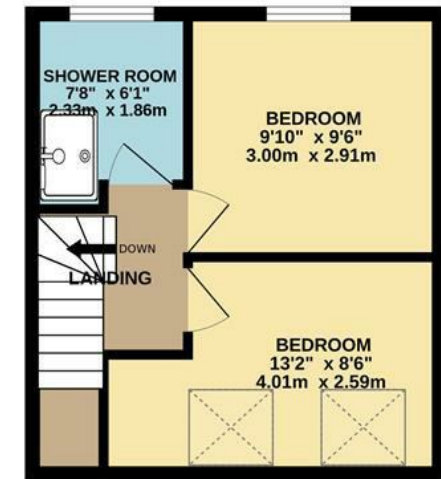 SHOWER ROOM
7'8" x 6'1"
2.33m x 1.86m
BEDROOM
9'10" x 9'6"
3.00m x 2.91m
DOWN
LANDING
BEDROOM
13'2" x 8'6"
4.01m x 2.59m